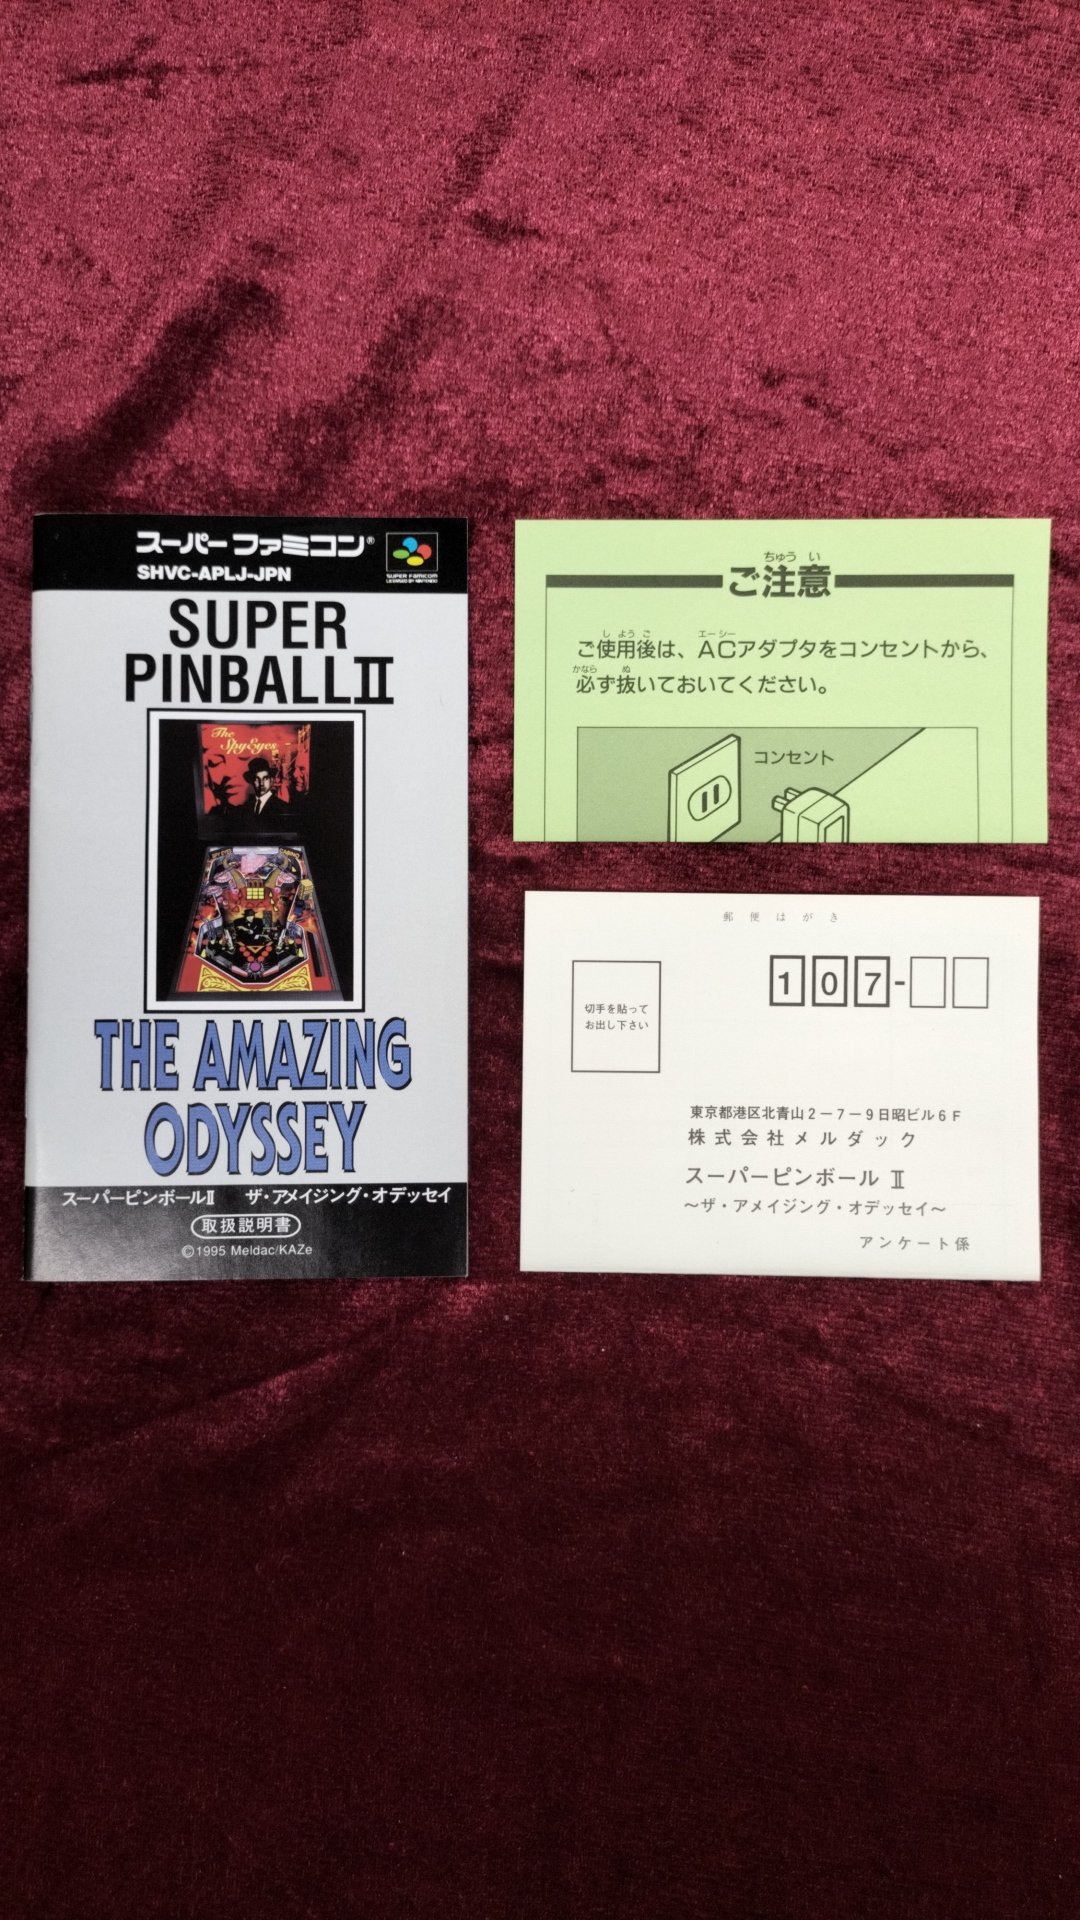 スーパーファミコン®
SHVC-APLJ-JPN
SUPER FAMICOM
LICENSED BY NINTENDO
SUPER
PINBALLⅡ
The
SpyEyes
THE AMAZING
ODYSSEY
スーパーピンボールⅡ ザ・アメイジング・オデッセイ
取扱説明書
©1995 Meldac/KAZe
ちゅう い
ご注意
し よう ご エーシー
ご使用後は、ACアダプタをコンセントから、
かなら ぬ
必ず抜いておいてください。
コンセント
郵便はがき
107-
切手を貼って
お出し下さい
東京都港区北青山2-7-9日昭ビル6F
株式会社メルダック
スーパーピンボール Ⅱ
～ザ・アメイジング・オデッセイ～
アンケート係